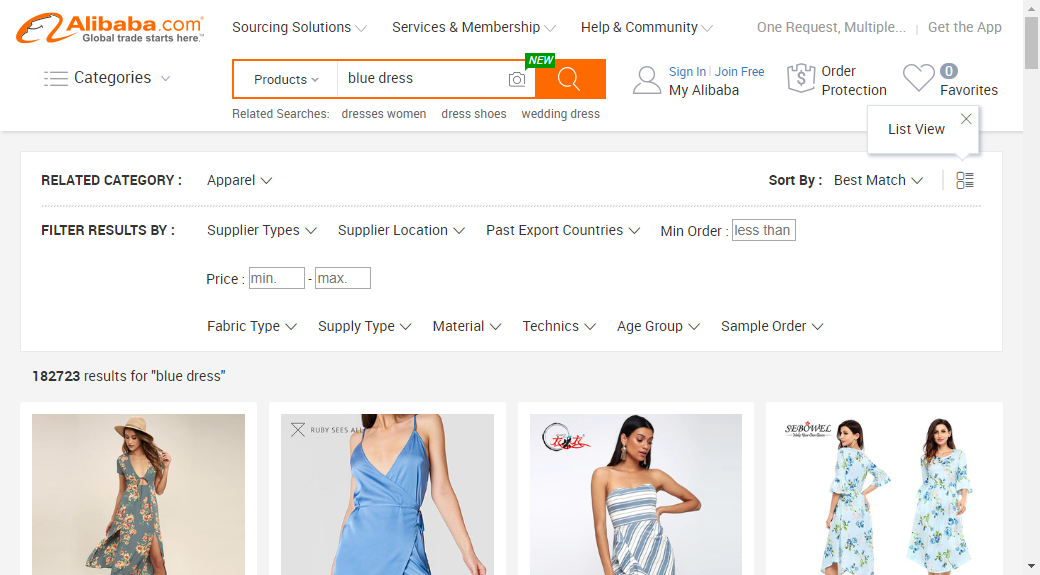 Alibaba.com
Global trade starts here.™
Sourcing Solutions
Services & Membership
Help & Community
One Request, Multiple...
Get the App
Categories
Products
blue dress
NEW
Sign In
Join Free
My Alibaba
Order
Protection
0
Favorites
Related Searches:
dresses women
dress shoes
wedding dress
List View
RELATED CATEGORY :
Apparel
Sort By :
Best Match
FILTER RESULTS BY :
Supplier Types
Supplier Location
Past Export Countries
Min Order :
less than
Price :
min.
-
max.
Fabric Type
Supply Type
Material
Technics
Age Group
Sample Order
182723 results for "blue dress"
RUBY SEES ALL
SEBOWEL